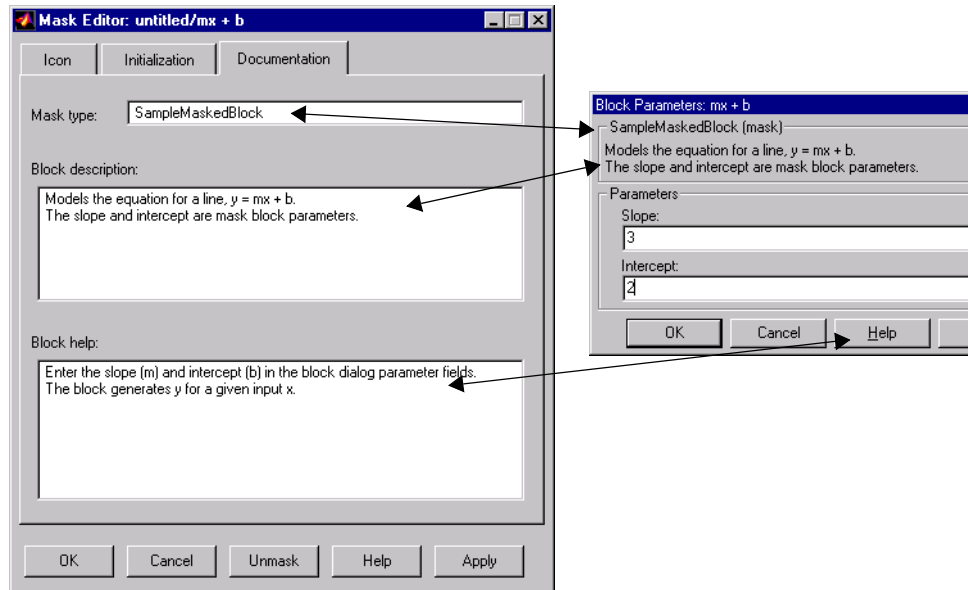 Mask Editor: untitled/mx + b
Icon Initialization Documentation
Mask type: SampleMaskedBlock
Block description:
Models the equation for a line, y = mx + b.
The slope and intercept are mask block parameters.
Block help:
Enter the slope (m) and intercept (b) in the block dialog parameter fields.
The block generates y for a given input x.
OK Cancel Unmask Help Apply
Block Parameters: mx + b
SampleMaskedBlock (mask)
Models the equation for a line, y = mx + b.
The slope and intercept are mask block parameters.
Parameters
Slope:
3
Intercept:
2
OK Cancel Help